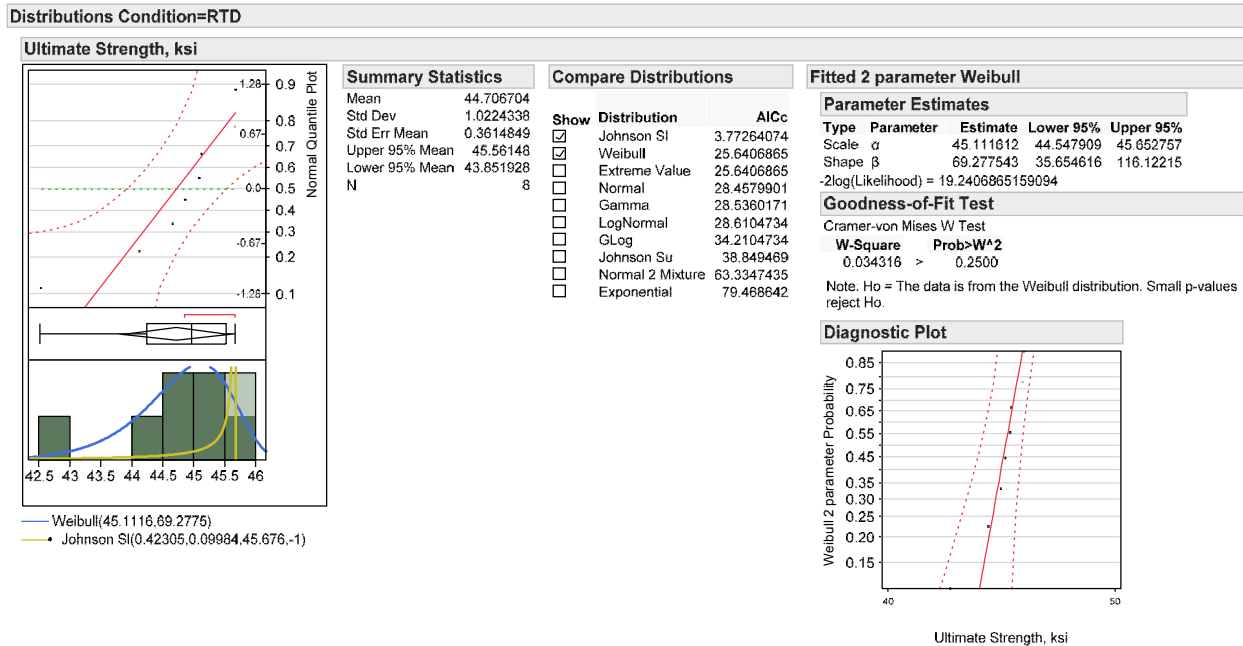 Distributions Condition=RTD
Ultimate Strength, ksi
1.28 0.9
0.8
0.67
0.7
0.6
0.0 0.5
0.4
0.3
-0.67
0.2
-1.28 0.1
Normal Quantile Plot
42.5 43 43.5 44 44.5 45 45.5 46
Weibull(45.1116,69.2775)
Johnson Sl(0.42305,0.09984,45.676,-1)
Summary Statistics
Mean 44.706704
Std Dev 1.0224338
Std Err Mean 0.3614849
Upper 95% Mean 45.56148
Lower 95% Mean 43.851928
N 8
Compare Distributions
Show Distribution AICc
Johnson Sl 3.77264074
Weibull 25.6406865
Extreme Value 25.6406865
Normal 28.4579901
Gamma 28.5360171
LogNormal 28.6104734
GLog 34.2104734
Johnson Su 38.849469
Normal 2 Mixture 63.3347435
Exponential 79.468642
Fitted 2 parameter Weibull
Parameter Estimates
Type Parameter Estimate Lower 95% Upper 95%
Scale α 45.111612 44.547909 45.652757
Shape β 69.277543 35.654616 116.12215
-2log(Likelihood) = 19.2406865159094
Goodness-of-Fit Test
Cramer-von Mises W Test
W-Square Prob>W^2
0.034316 > 0.2500
Note: Ho = The data is from the Weibull distribution. Small p-values
reject Ho.
Diagnostic Plot
Weibull 2 parameter Probability
0.85
0.75
0.65
0.55
0.45
0.35
0.30
0.25
0.20
0.15
40 50
Ultimate Strength, ksi